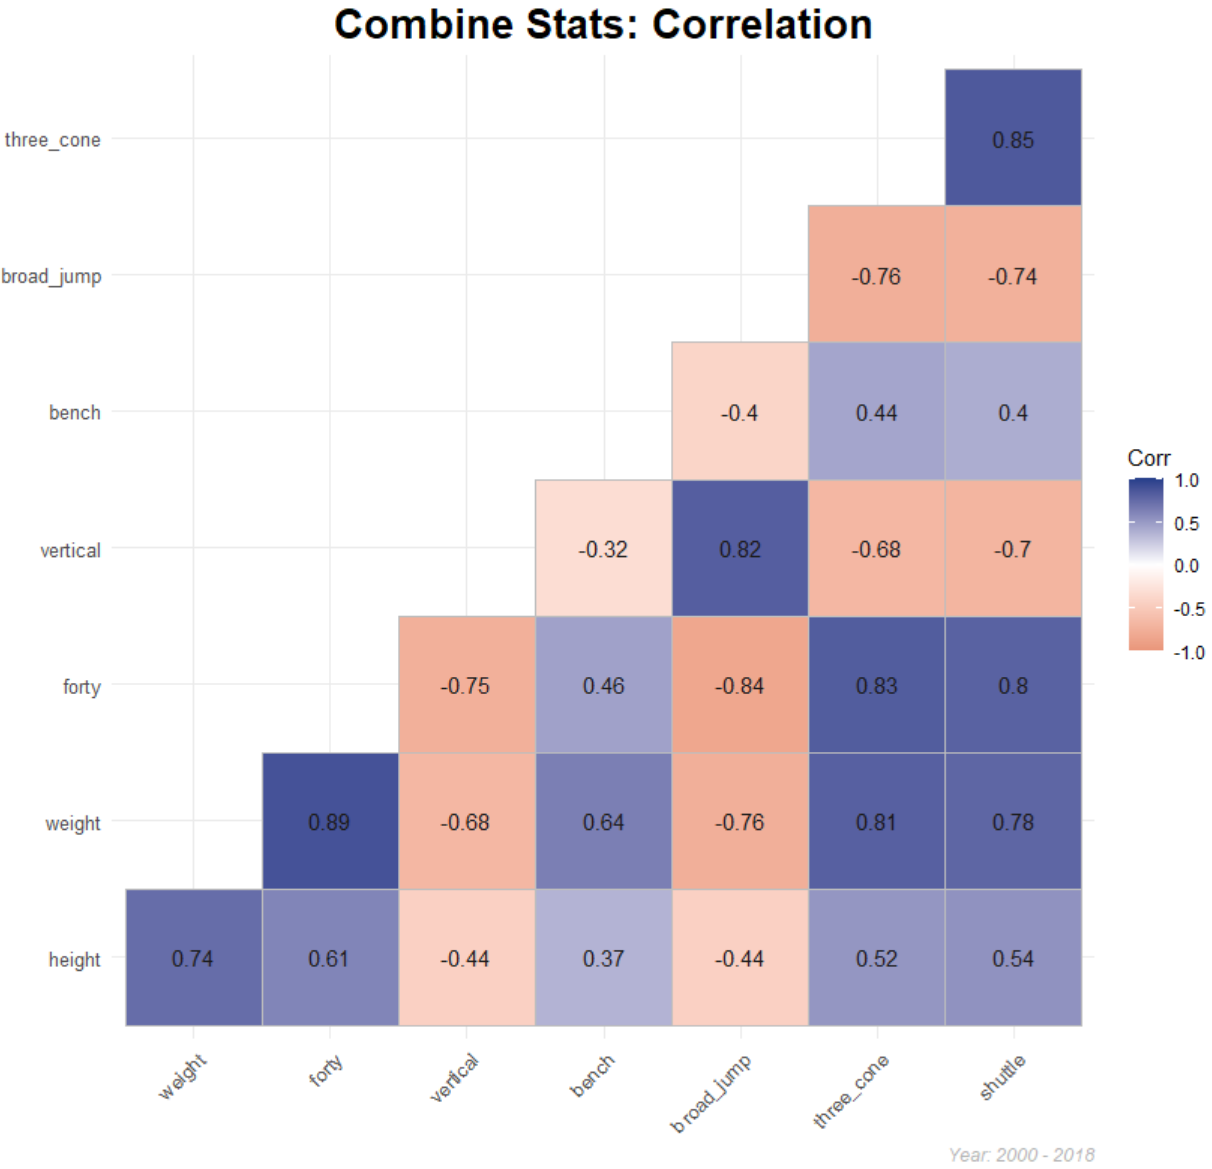 Combine Stats: Correlation
three_cone
0.85
broad_jump
-0.76 -0.74
bench
-0.4 0.44 0.4
vertical
-0.32 0.82 -0.68 -0.7
forty
-0.75 0.46 -0.84 0.83 0.8
weight
0.89 -0.68 0.64 -0.76 0.81 0.78
height
0.74 0.61 -0.44 0.37 -0.44 0.52 0.54
weight forty vertical bench broad_jump three_cone shuttle
Corr
1.0
0.5
0.0
-0.5
-1.0
Year: 2000 - 2018